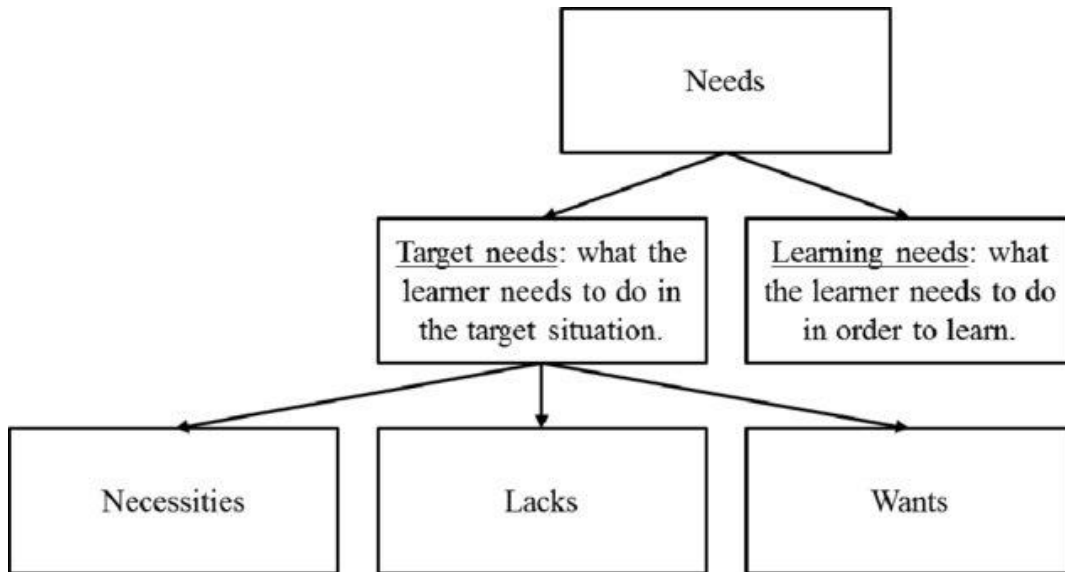 Needs
Target needs: what the
learner needs to do in
the target situation.
Learning needs: what
the learner needs to do
in order to learn.
Necessities
Lacks
Wants